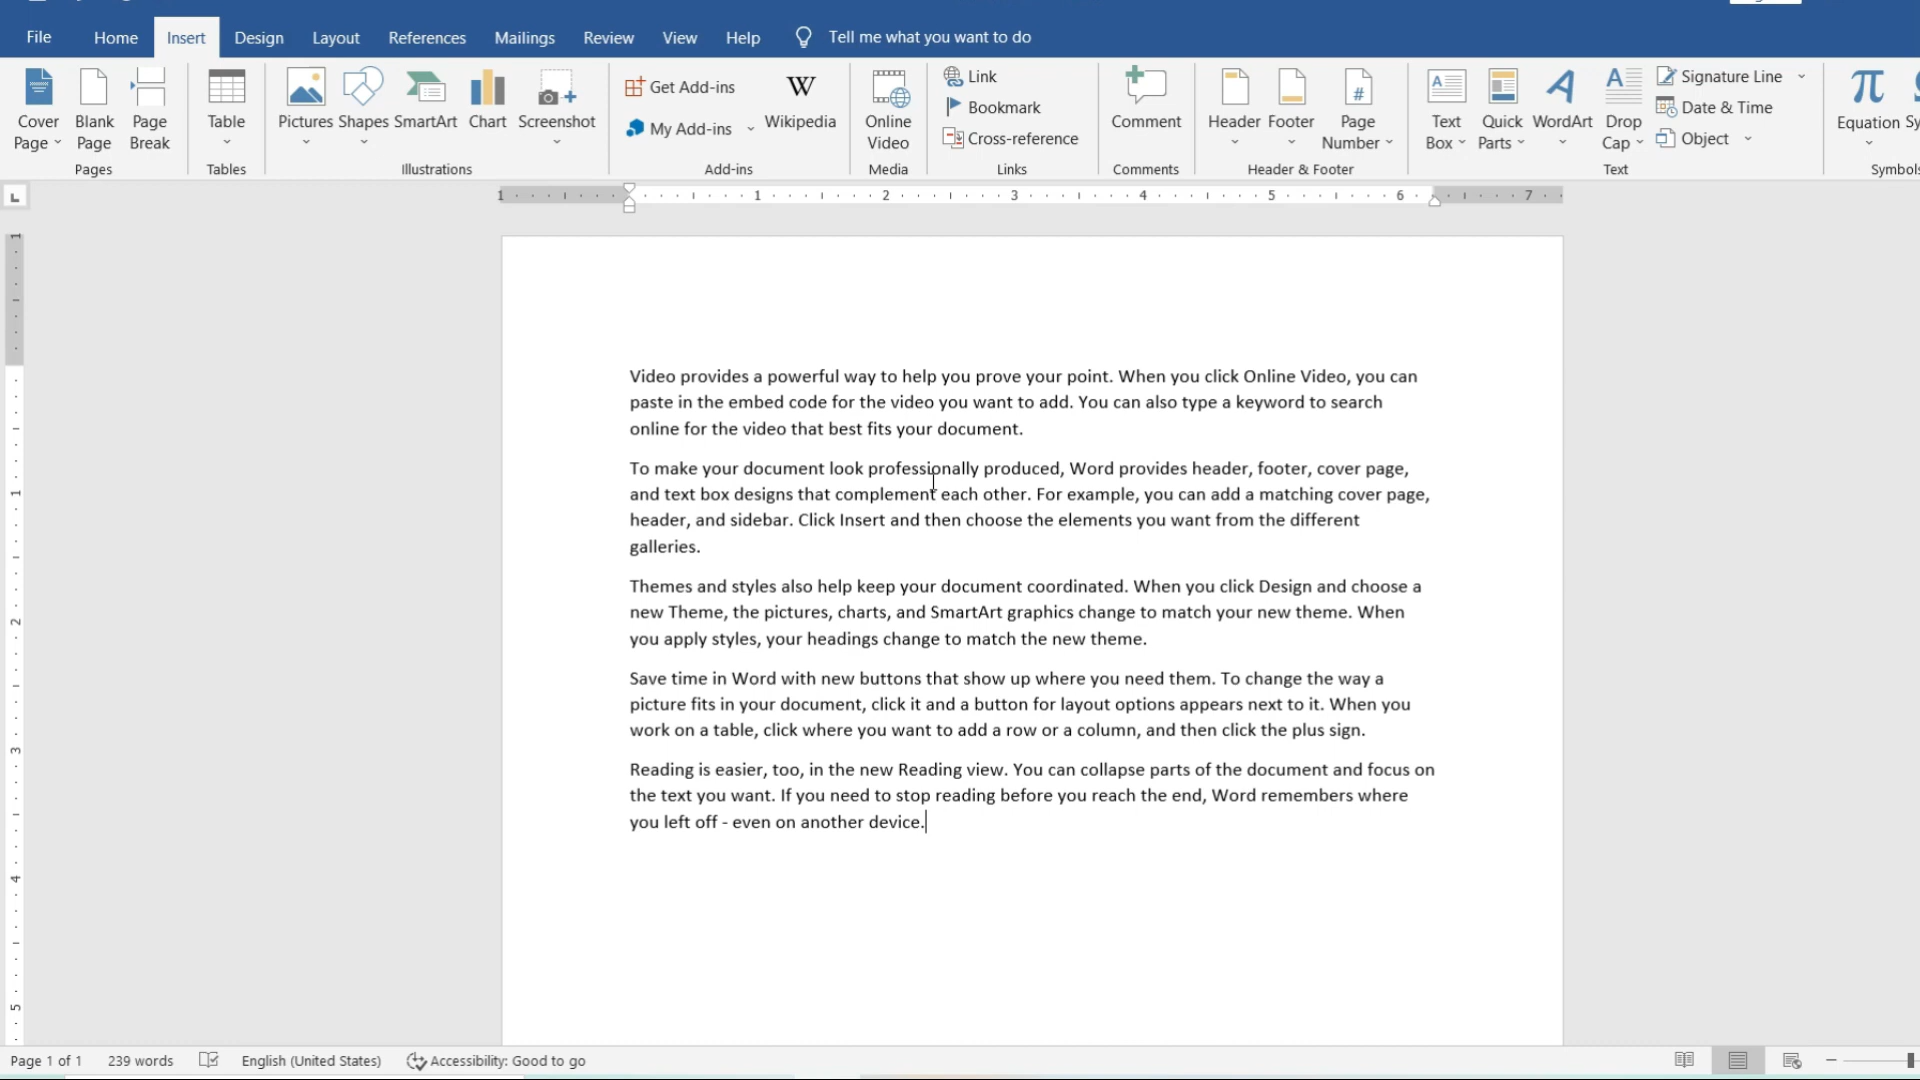 File Home Insert Design Layout References Mailings Review View Help Tell me what you want to do
Cover Page Blank Page Page Break Table Pictures Shapes SmartArt Chart Screenshot Get Add-ins My Add-ins Wikipedia Online Video Link Bookmark Cross-reference Comment Header Footer Page Number Text Box Quick Parts WordArt Drop Cap Signature Line Date & Time Object Equation
Pages Tables Illustrations Add-ins Media Links Comments Header & Footer Text Symbols
1 1 2 3 4 5 6 7
Video provides a powerful way to help you prove your point. When you click Online Video, you can
paste in the embed code for the video you want to add. You can also type a keyword to search
online for the video that best fits your document.
To make your document look professionally produced, Word provides header, footer, cover page,
and text box designs that complement each other. For example, you can add a matching cover page,
header, and sidebar. Click Insert and then choose the elements you want from the different
galleries.
Themes and styles also help keep your document coordinated. When you click Design and choose a
new Theme, the pictures, charts, and SmartArt graphics change to match your new theme. When
you apply styles, your headings change to match the new theme.
Save time in Word with new buttons that show up where you need them. To change the way a
picture fits in your document, click it and a button for layout options appears next to it. When you
work on a table, click where you want to add a row or a column, and then click the plus sign.
Reading is easier, too, in the new Reading view. You can collapse parts of the document and focus on
the text you want. If you need to stop reading before you reach the end, Word remembers where
you left off - even on another device.
Page 1 of 1 239 words English (United States) Accessibility: Good to go